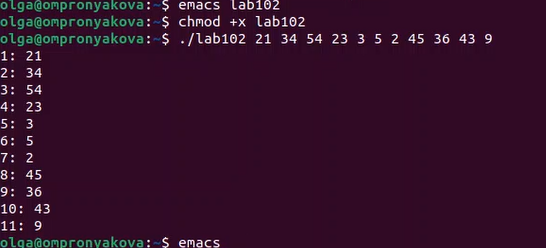 olga@ompronyakova:~$ emacs lab102
olga@ompronyakova:~$ chmod +x lab102
olga@ompronyakova:~$ ./lab102 21 34 54 23 3 5 2 45 36 43 9
1: 21
2: 34
3: 54
4: 23
5: 3
6: 5
7: 2
8: 45
9: 36
10: 43
11: 9
olga@ompronyakova:~$ emacs